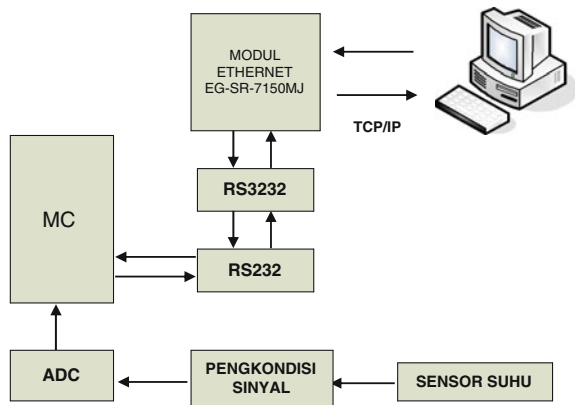 MODUL
ETHERNET
EG-SR-7150MJ
TCP/IP
RS3232
MC
RS232
ADC
PENGKONDISI
SINYAL
SENSOR SUHU